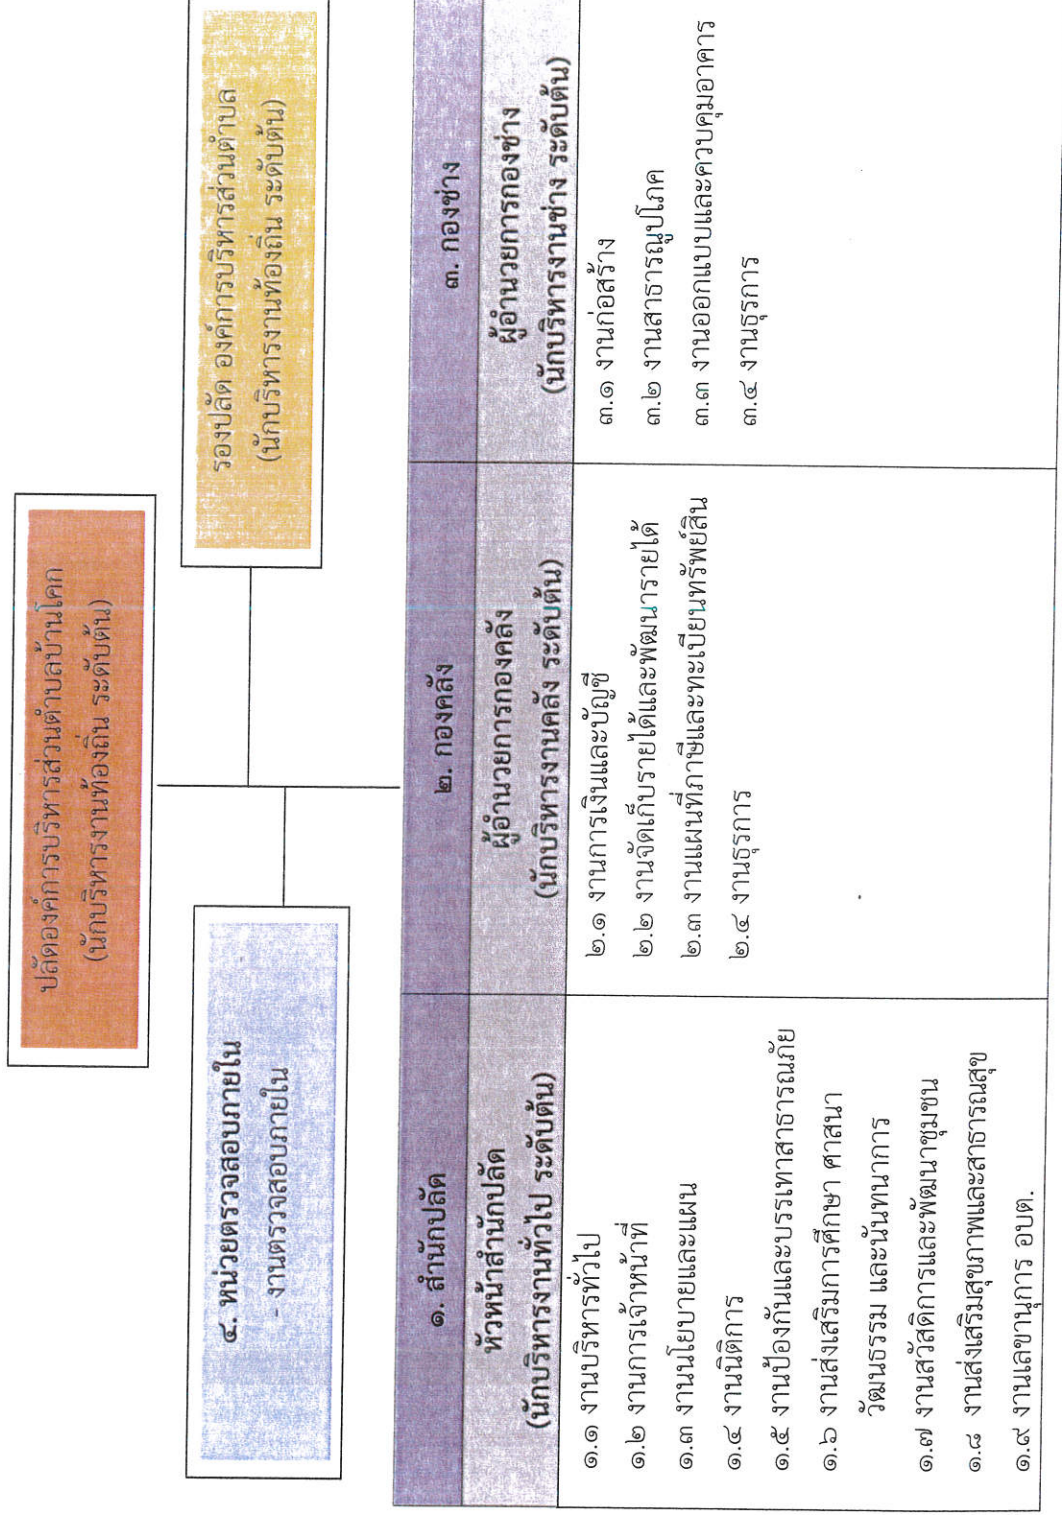 ปลัดองค์การบริหารส่วนตำบลบ้านโคก
(นักบริหารงานท้องถิ่น ระดับต้น)
รองปลัด องค์การบริหารส่วนตำบล
(นักบริหารงานท้องถิ่น ระดับต้น)
๔. หน่วยตรวจสอบภายใน
- งานตรวจสอบภายใน
๑. สำนักปลัด
หัวหน้าสำนักปลัด
(นักบริหารงานทั่วไป ระดับต้น)
๑.๑ งานบริหารทั่วไป
๑.๒ งานการเจ้าหน้าที่
๑.๓ งานนโยบายและแผน
๑.๔ งานนิติการ
๑.๕ งานป้องกันและบรรเทาสาธารณภัย
๑.๖ งานส่งเสริมการศึกษา ศาสนา
วัฒนธรรม และนันทนาการ
๑.๗ งานสวัสดิการและพัฒนาชุมชน
๑.๘ งานส่งเสริมสุขภาพและสาธารณสุข
๑.๙ งานเลขานุการ อบต.
๒. กองคลัง
ผู้อำนวยการกองคลัง
(นักบริหารงานคลัง ระดับต้น)
๒.๑ งานการเงินและบัญชี
๒.๒ งานจัดเก็บรายได้และพัฒนารายได้
๒.๓ งานแผนที่ภาษีและทะเบียนทรัพย์สิน
๒.๔ งานธุรการ
๓. กองช่าง
ผู้อำนวยการกองช่าง
(นักบริหารงานช่าง ระดับต้น)
๓.๑ งานก่อสร้าง
๓.๒ งานสาธารณูปโภค
๓.๓ งานออกแบบและควบคุมอาคาร
๓.๔ งานธุรการ